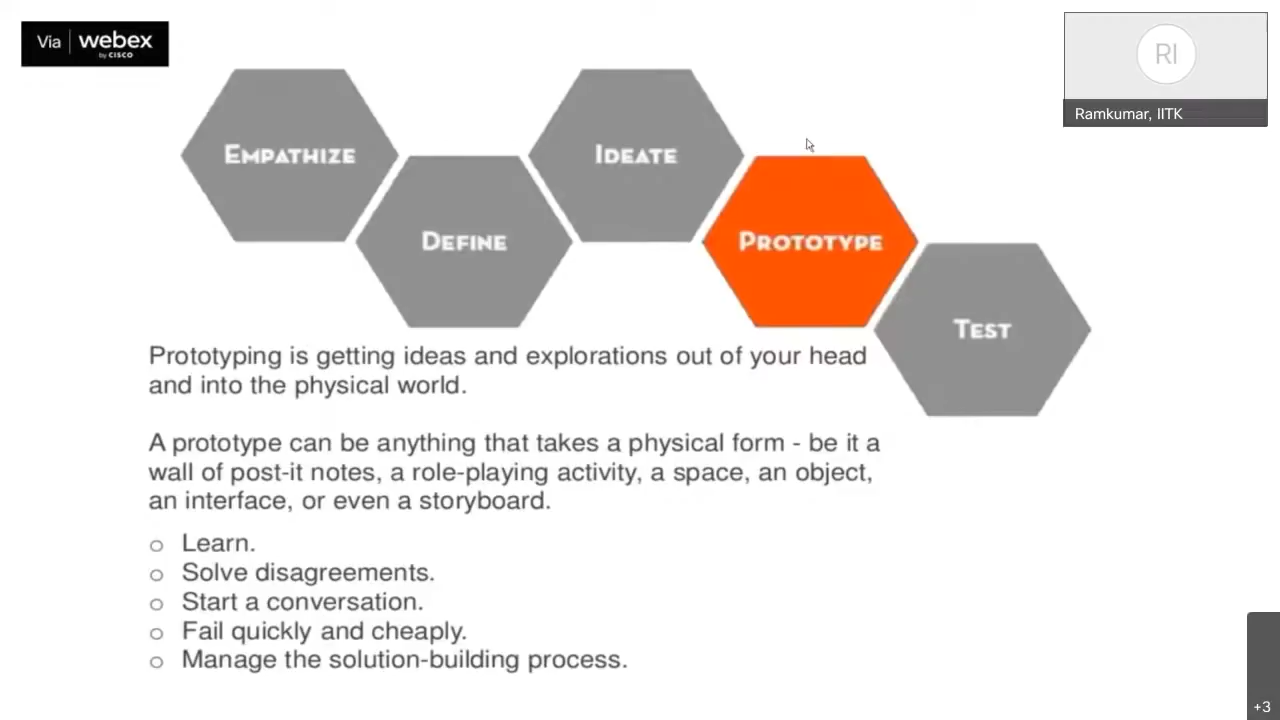 Via | webex
by CISCO
RI
Ramkumar, IITK
EMPATHIZE
IDEATE
DEFINE
PROTOTYPE
TEST
Prototyping is getting ideas and explorations out of your head
and into the physical world.
A prototype can be anything that takes a physical form - be it a
wall of post-it notes, a role-playing activity, a space, an object,
an interface, or even a storyboard.
o Learn.
o Solve disagreements.
o Start a conversation.
o Fail quickly and cheaply.
o Manage the solution-building process.
+3